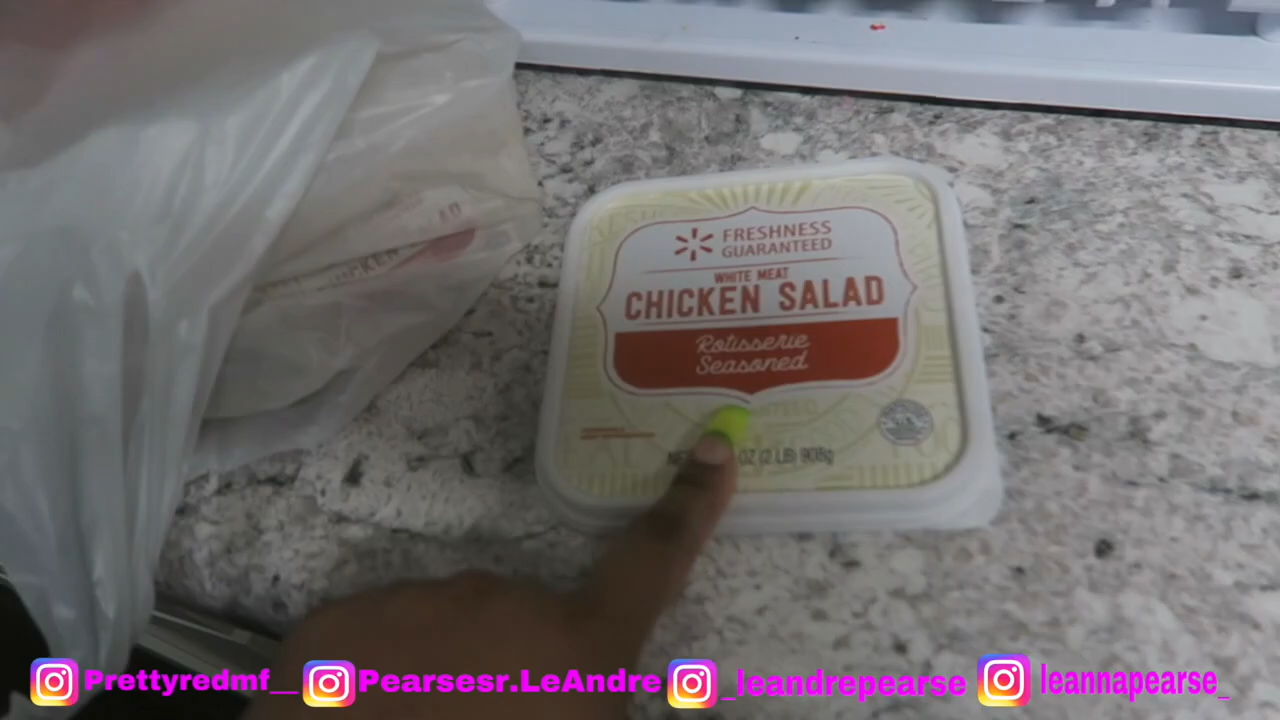 FRESHNESS
GUARANTEED
WHITE MEAT
CHICKEN SALAD
Rotisserie
Seasoned
OZ (2 LB) 908g
Prettyredmf__
Pearsesr.LeAndre
_leandrepearse
leannapearse_